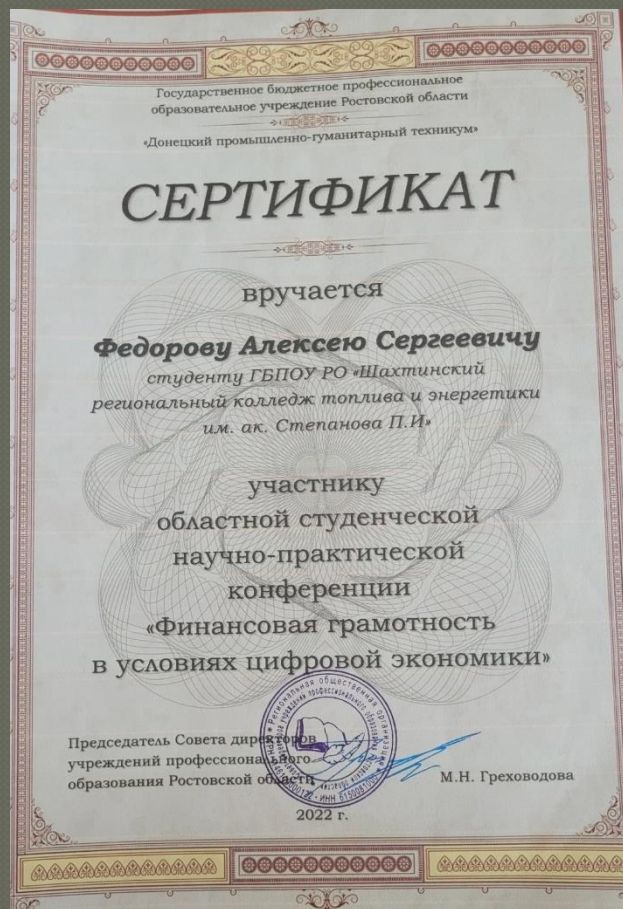 Государственное бюджетное профессиональное
образовательное учреждение Ростовской области
«Донецкий промышленно-гуманитарный техникум»
СЕРТИФИКАТ
вручается
Федорову Алексею Сергеевичу
студенту ГБПОУ РО «Шахтинский
региональный колледж топлива и энергетики
им. ак. Степанова П.И»
участнику
областной студенческой
научно-практической
конференции
«Финансовая грамотность
в условиях цифровой экономики»
Председатель Совета директоров
учреждений профессионального
образования Ростовской области
М.Н. Греховодова
2022 г.